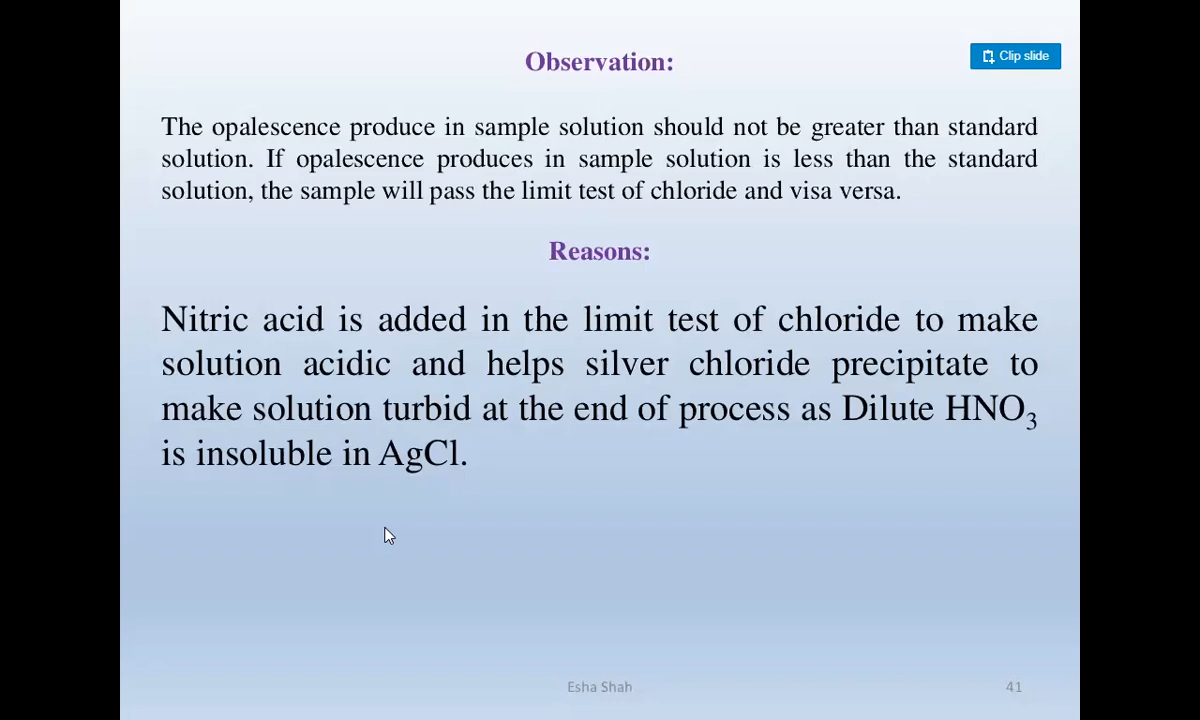 Observation:
Clip slide
The opalescence produce in sample solution should not be greater than standard
solution. If opalescence produces in sample solution is less than the standard
solution, the sample will pass the limit test of chloride and visa versa.
Reasons:
Nitric acid is added in the limit test of chloride to make
solution acidic and helps silver chloride precipitate to
make solution turbid at the end of process as Dilute HNO₃
is insoluble in AgCl.
Esha Shah
41